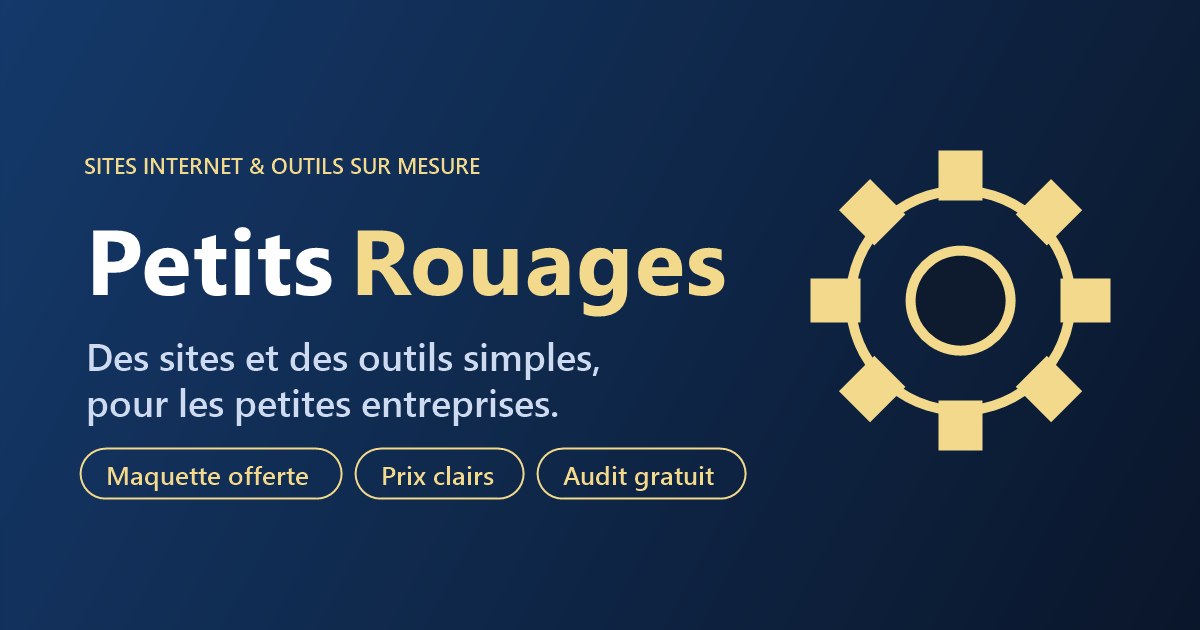 SITES INTERNET & OUTILS SUR MESURE
Petits Rouages
Des sites et des outils simples,
pour les petites entreprises.
Maquette offerte
Prix clairs
Audit gratuit